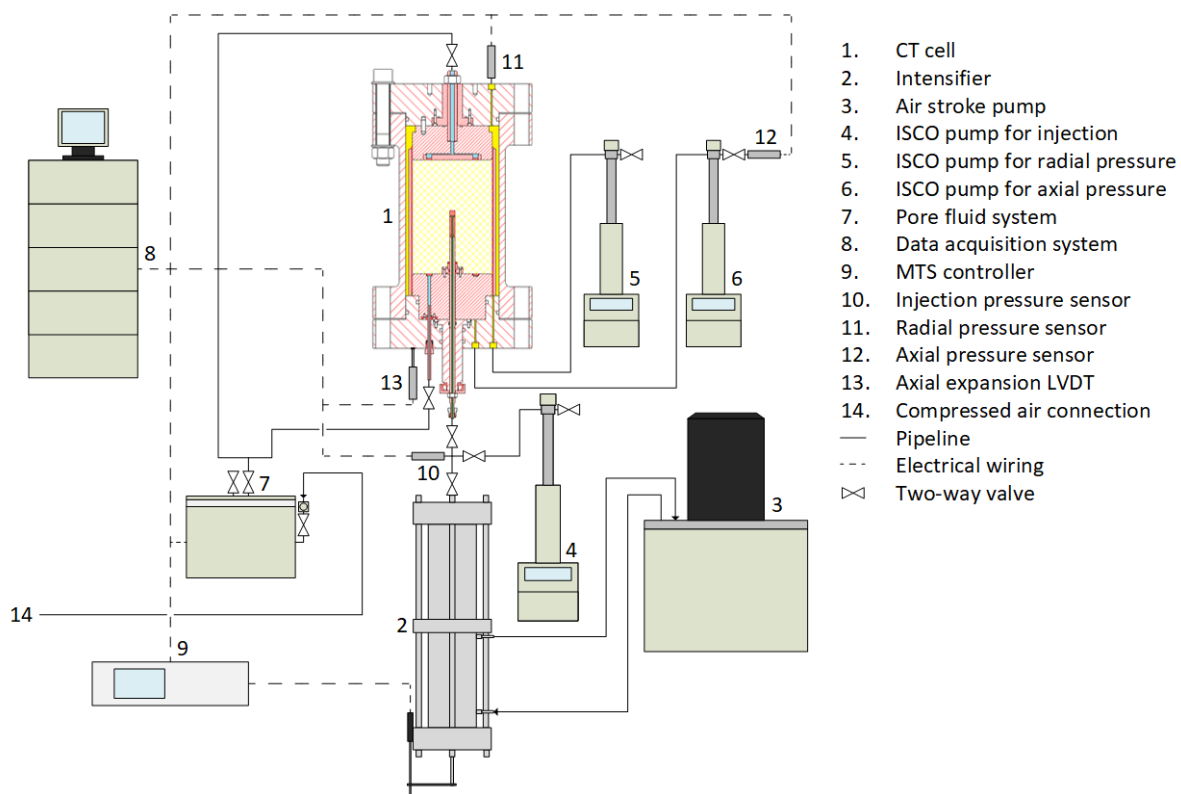 11
12
1
8
5
6
13
10
7
3
4
14
2
9
1. CT cell
2. Intensifier
3. Air stroke pump
4. ISCO pump for injection
5. ISCO pump for radial pressure
6. ISCO pump for axial pressure
7. Pore fluid system
8. Data acquisition system
9. MTS controller
10. Injection pressure sensor
11. Radial pressure sensor
12. Axial pressure sensor
13. Axial expansion LVDT
14. Compressed air connection
Pipeline
Electrical wiring
Two-way valve